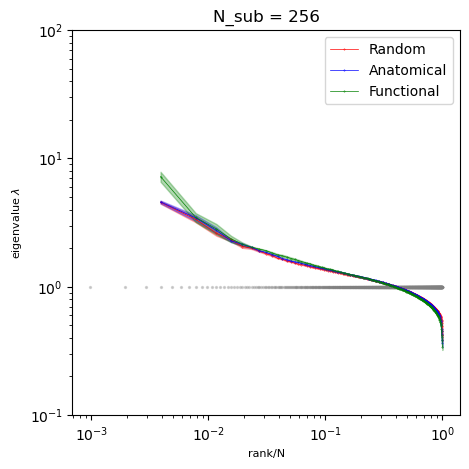 N_sub = 256
10²
Random
Anatomical
Functional
10¹
eigenvalue λ
10⁰
10⁻¹
10⁻³
10⁻²
10⁻¹
10⁰
rank/N